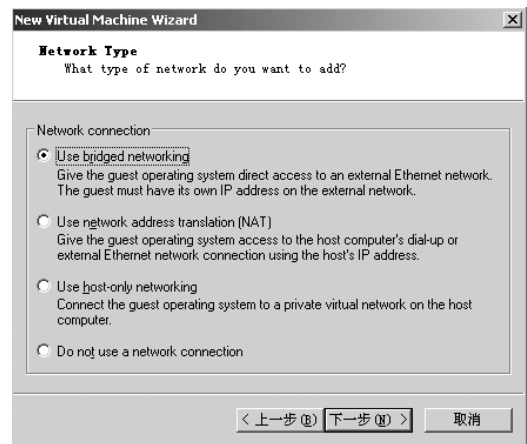 New Virtual Machine Wizard
Network Type
What type of network do you want to add?
Network connection
Use bridged networking
Give the guest operating system direct access to an external Ethernet network.
The guest must have its own IP address on the external network.
Use network address translation (NAT)
Give the guest operating system access to the host computer's dial-up or
external Ethernet network connection using the host's IP address.
Use host-only networking
Connect the guest operating system to a private virtual network on the host
computer.
Do not use a network connection
< 上一步(B) 下一步(N) > 取消